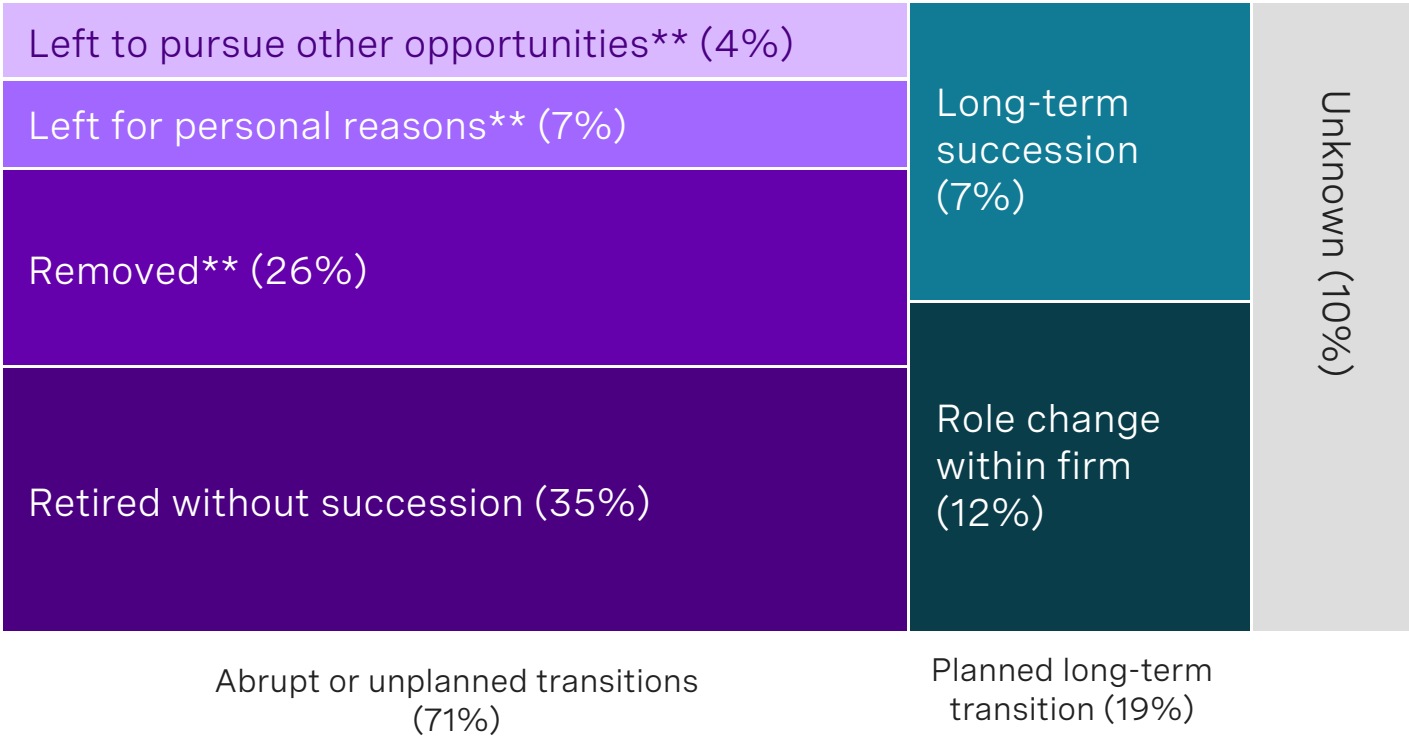 Left to pursue other opportunities** (4%)
Left for personal reasons** (7%)
Removed** (26%)
Retired without succession (35%)
Long-term
succession
(7%)
Role change
within firm
(12%)
Unknown (10%)
Abrupt or unplanned transitions
(71%)
Planned long-term
transition (19%)